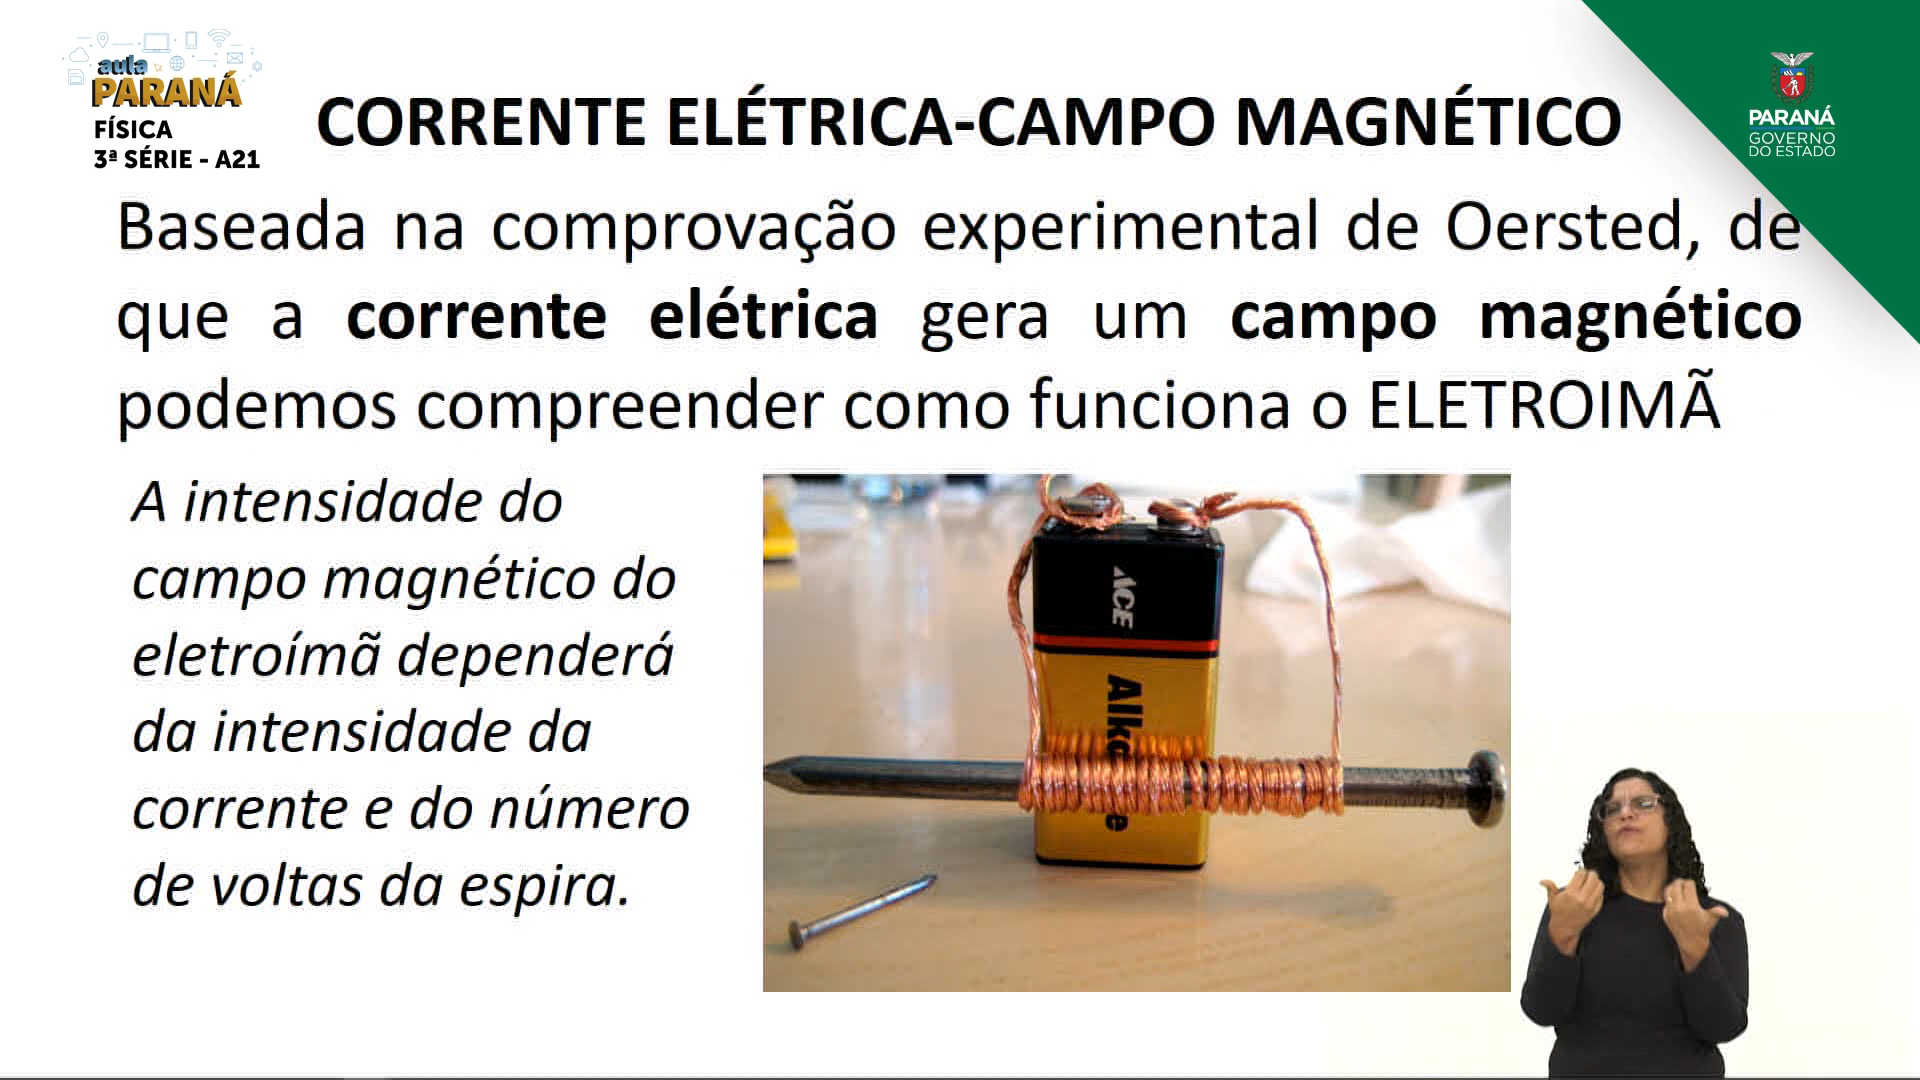 aula
PARANÁ
FÍSICA
3ª SÉRIE - A21
CORRENTE ELÉTRICA-CAMPO MAGNÉTICO
PARANÁ
GOVERNO
DO ESTADO
Baseada na comprovação experimental de Oersted, de
que a corrente elétrica gera um campo magnético
podemos compreender como funciona o ELETROIMÃ
A intensidade do
campo magnético do
eletroímã dependerá
da intensidade da
corrente e do número
de voltas da espira.
ACE